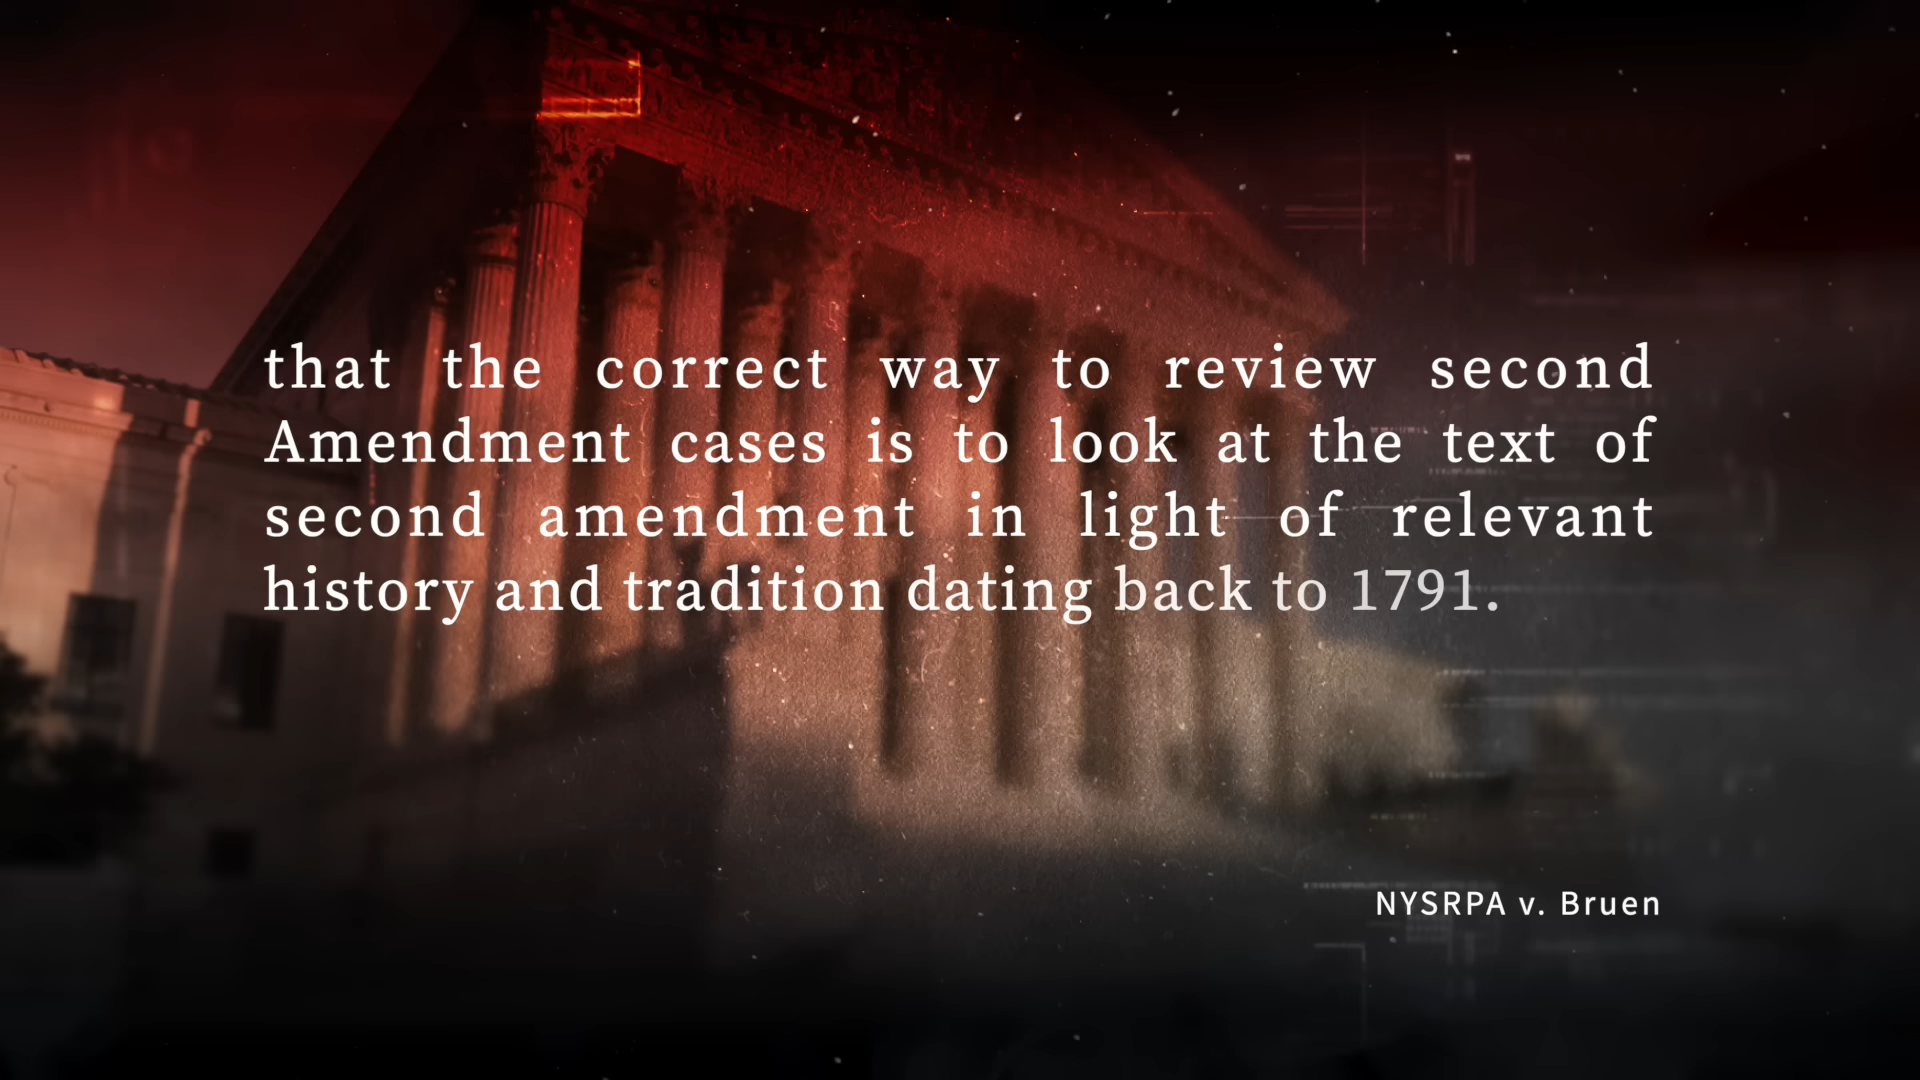 that the correct way to review second
Amendment cases is to look at the text of
second amendment in light of relevant
history and tradition dating back to 1791.
NYSRPA v. Bruen